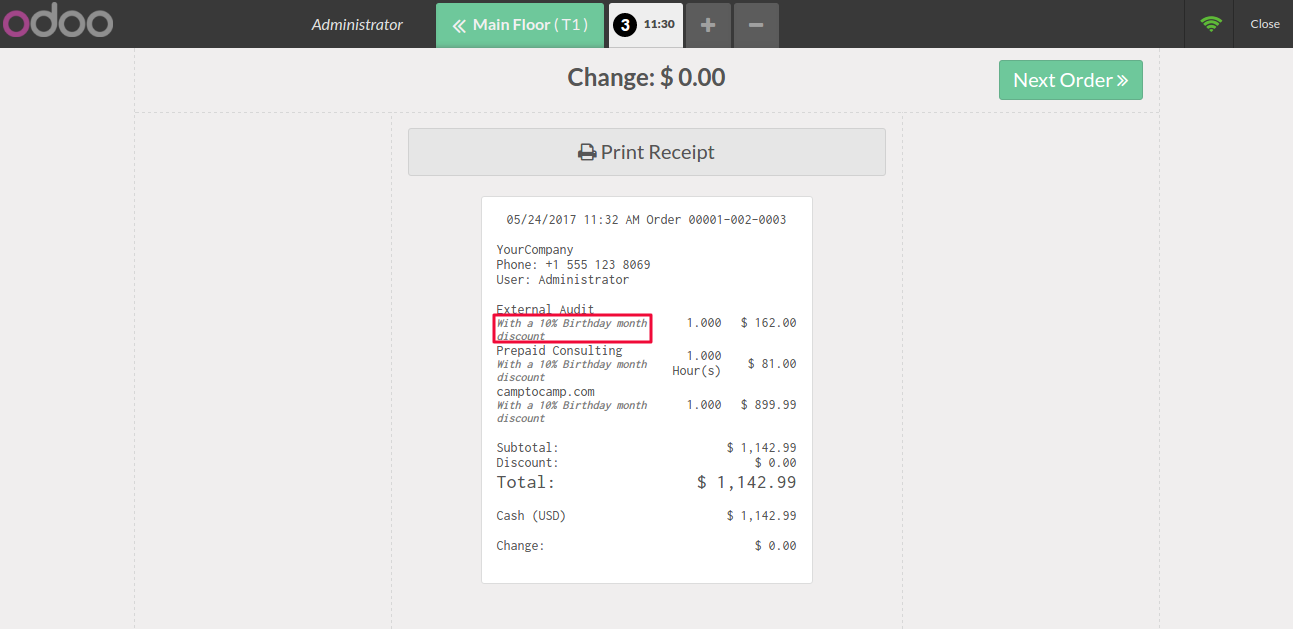 odoo
Administrator
Main Floor ( T1 )
3 11:30
Close
Change: $ 0.00
Next Order
Print Receipt
05/24/2017 11:32 AM Order 00001-002-0003
YourCompany
Phone: +1 555 123 8069
User: Administrator
External Audit
With a 10% Birthday month 1.000 $ 162.00
discount
Prepaid Consulting 1.000
With a 10% Birthday month Hour(s) $ 81.00
discount
camptocamp.com
With a 10% Birthday month 1.000 $ 899.99
discount
Subtotal: $ 1,142.99
Discount: $ 0.00
Total: $ 1,142.99
Cash (USD) $ 1,142.99
Change: $ 0.00